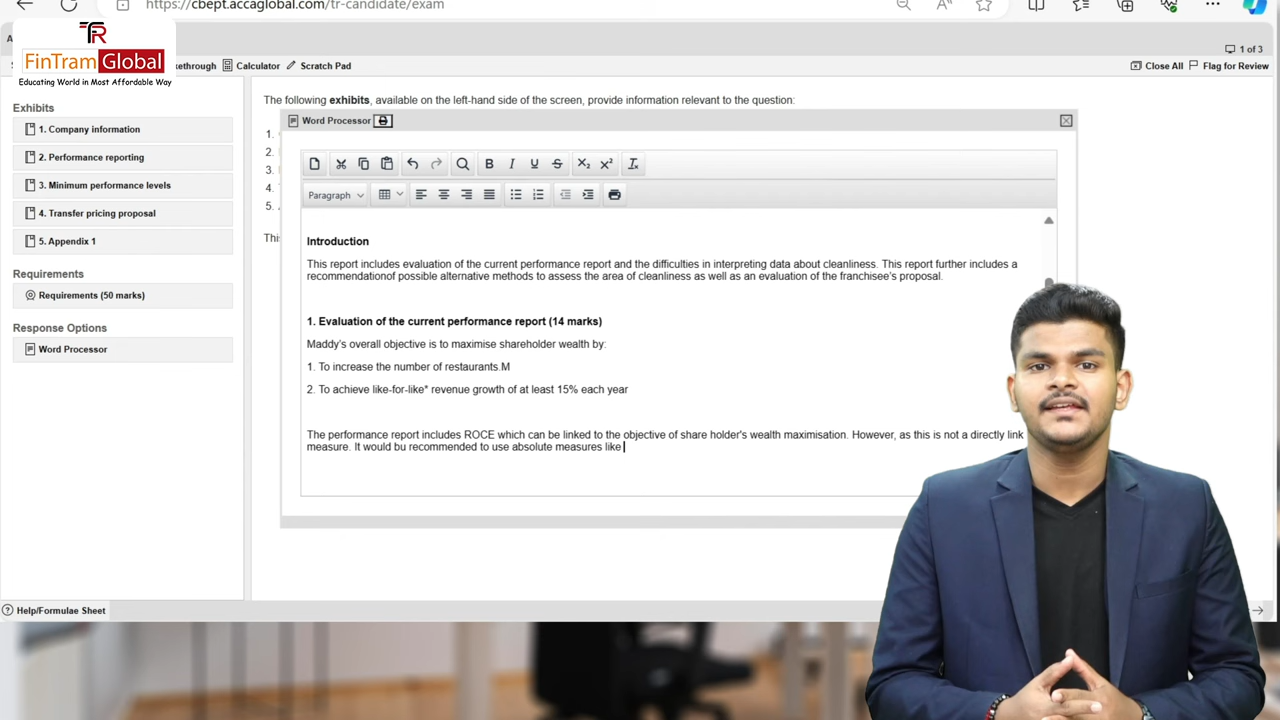 https://cbept.accaglobal.com/tr-candidate/exam
FinTram Global
Educating World in Most Affordable Way
1 of 3
kethrough Calculator Scratch Pad
Close All Flag for Review
Exhibits
1. Company information
2. Performance reporting
3. Minimum performance levels
4. Transfer pricing proposal
5. Appendix 1
Requirements
Requirements (50 marks)
Response Options
Word Processor
The following exhibits, available on the left-hand side of the screen, provide information relevant to the question:
1.
2.
3.
4.
5.
Thi
Word Processor
B I U S X₂ X² Tx
Paragraph
Introduction
This report includes evaluation of the current performance report and the difficulties in interpreting data about cleanliness. This report further includes a
recommendationof possible alternative methods to assess the area of cleanliness as well as an evaluation of the franchisee's proposal.
1. Evaluation of the current performance report (14 marks)
Maddy's overall objective is to maximise shareholder wealth by:
1. To increase the number of restaurants.M
2. To achieve like-for-like* revenue growth of at least 15% each year
The performance report includes ROCE which can be linked to the objective of share holder's wealth maximisation. However, as this is not a directly link
measure. It would bu recommended to use absolute measures like
Help/Formulae Sheet